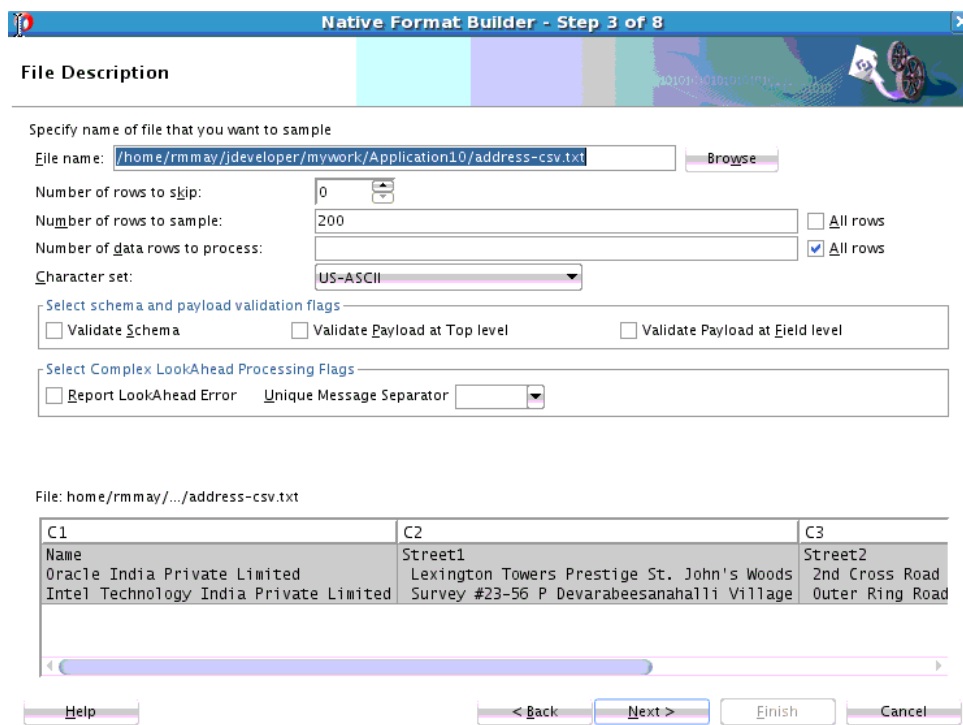 Native Format Builder - Step 3 of 8
File Description
Specify name of file that you want to sample
File name: /home/rmmay/jdeveloper/mywork/Application10/address-csv.txt Browse
Number of rows to skip: 0
Number of rows to sample: 200 All rows
Number of data rows to process: All rows
Character set: US-ASCII
Select schema and payload validation flags
Validate Schema Validate Payload at Top level Validate Payload at Field level
Select Complex LookAhead Processing Flags
Report LookAhead Error Unique Message Separator
File: home/rmmay/.../address-csv.txt
C1 C2 C3
Name Street1 Street2
Oracle India Private Limited Lexington Towers Prestige St. John's Woods 2nd Cross Road
Intel Technology India Private Limited Survey #23-56 P Devarabeesanahalli Village Outer Ring Road
Help < Back Next > Finish Cancel